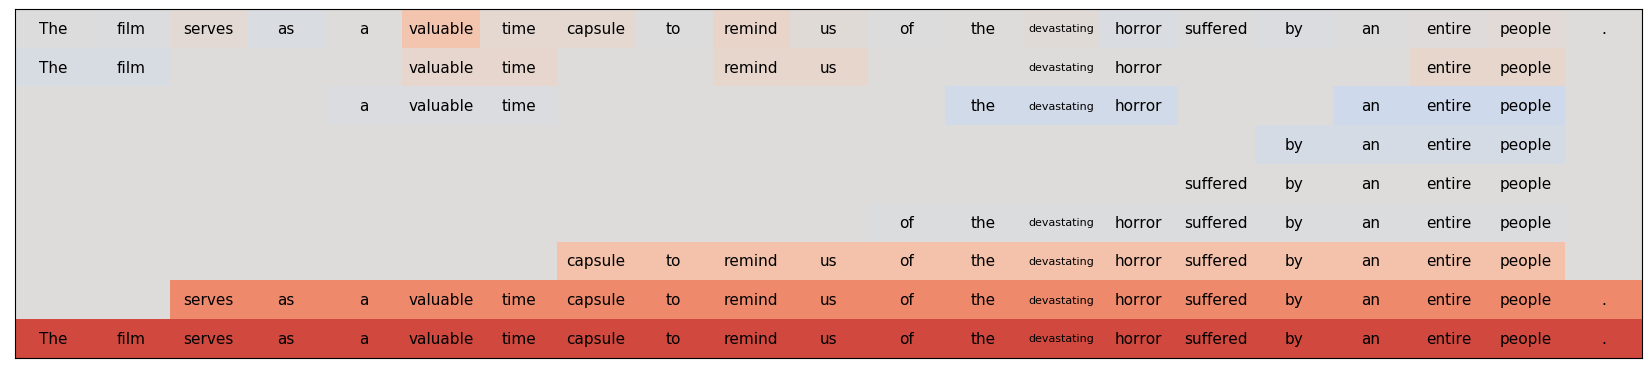 The film serves as a valuable time capsule to remind us of the devastating horror suffered by an entire people .
The film valuable time remind us devastating horror entire people
a valuable time the devastating horror an entire people
by an entire people
suffered by an entire people
of the devastating horror suffered by an entire people
capsule to remind us of the devastating horror suffered by an entire people
serves as a valuable time capsule to remind us of the devastating horror suffered by an entire people .
The film serves as a valuable time capsule to remind us of the devastating horror suffered by an entire people .